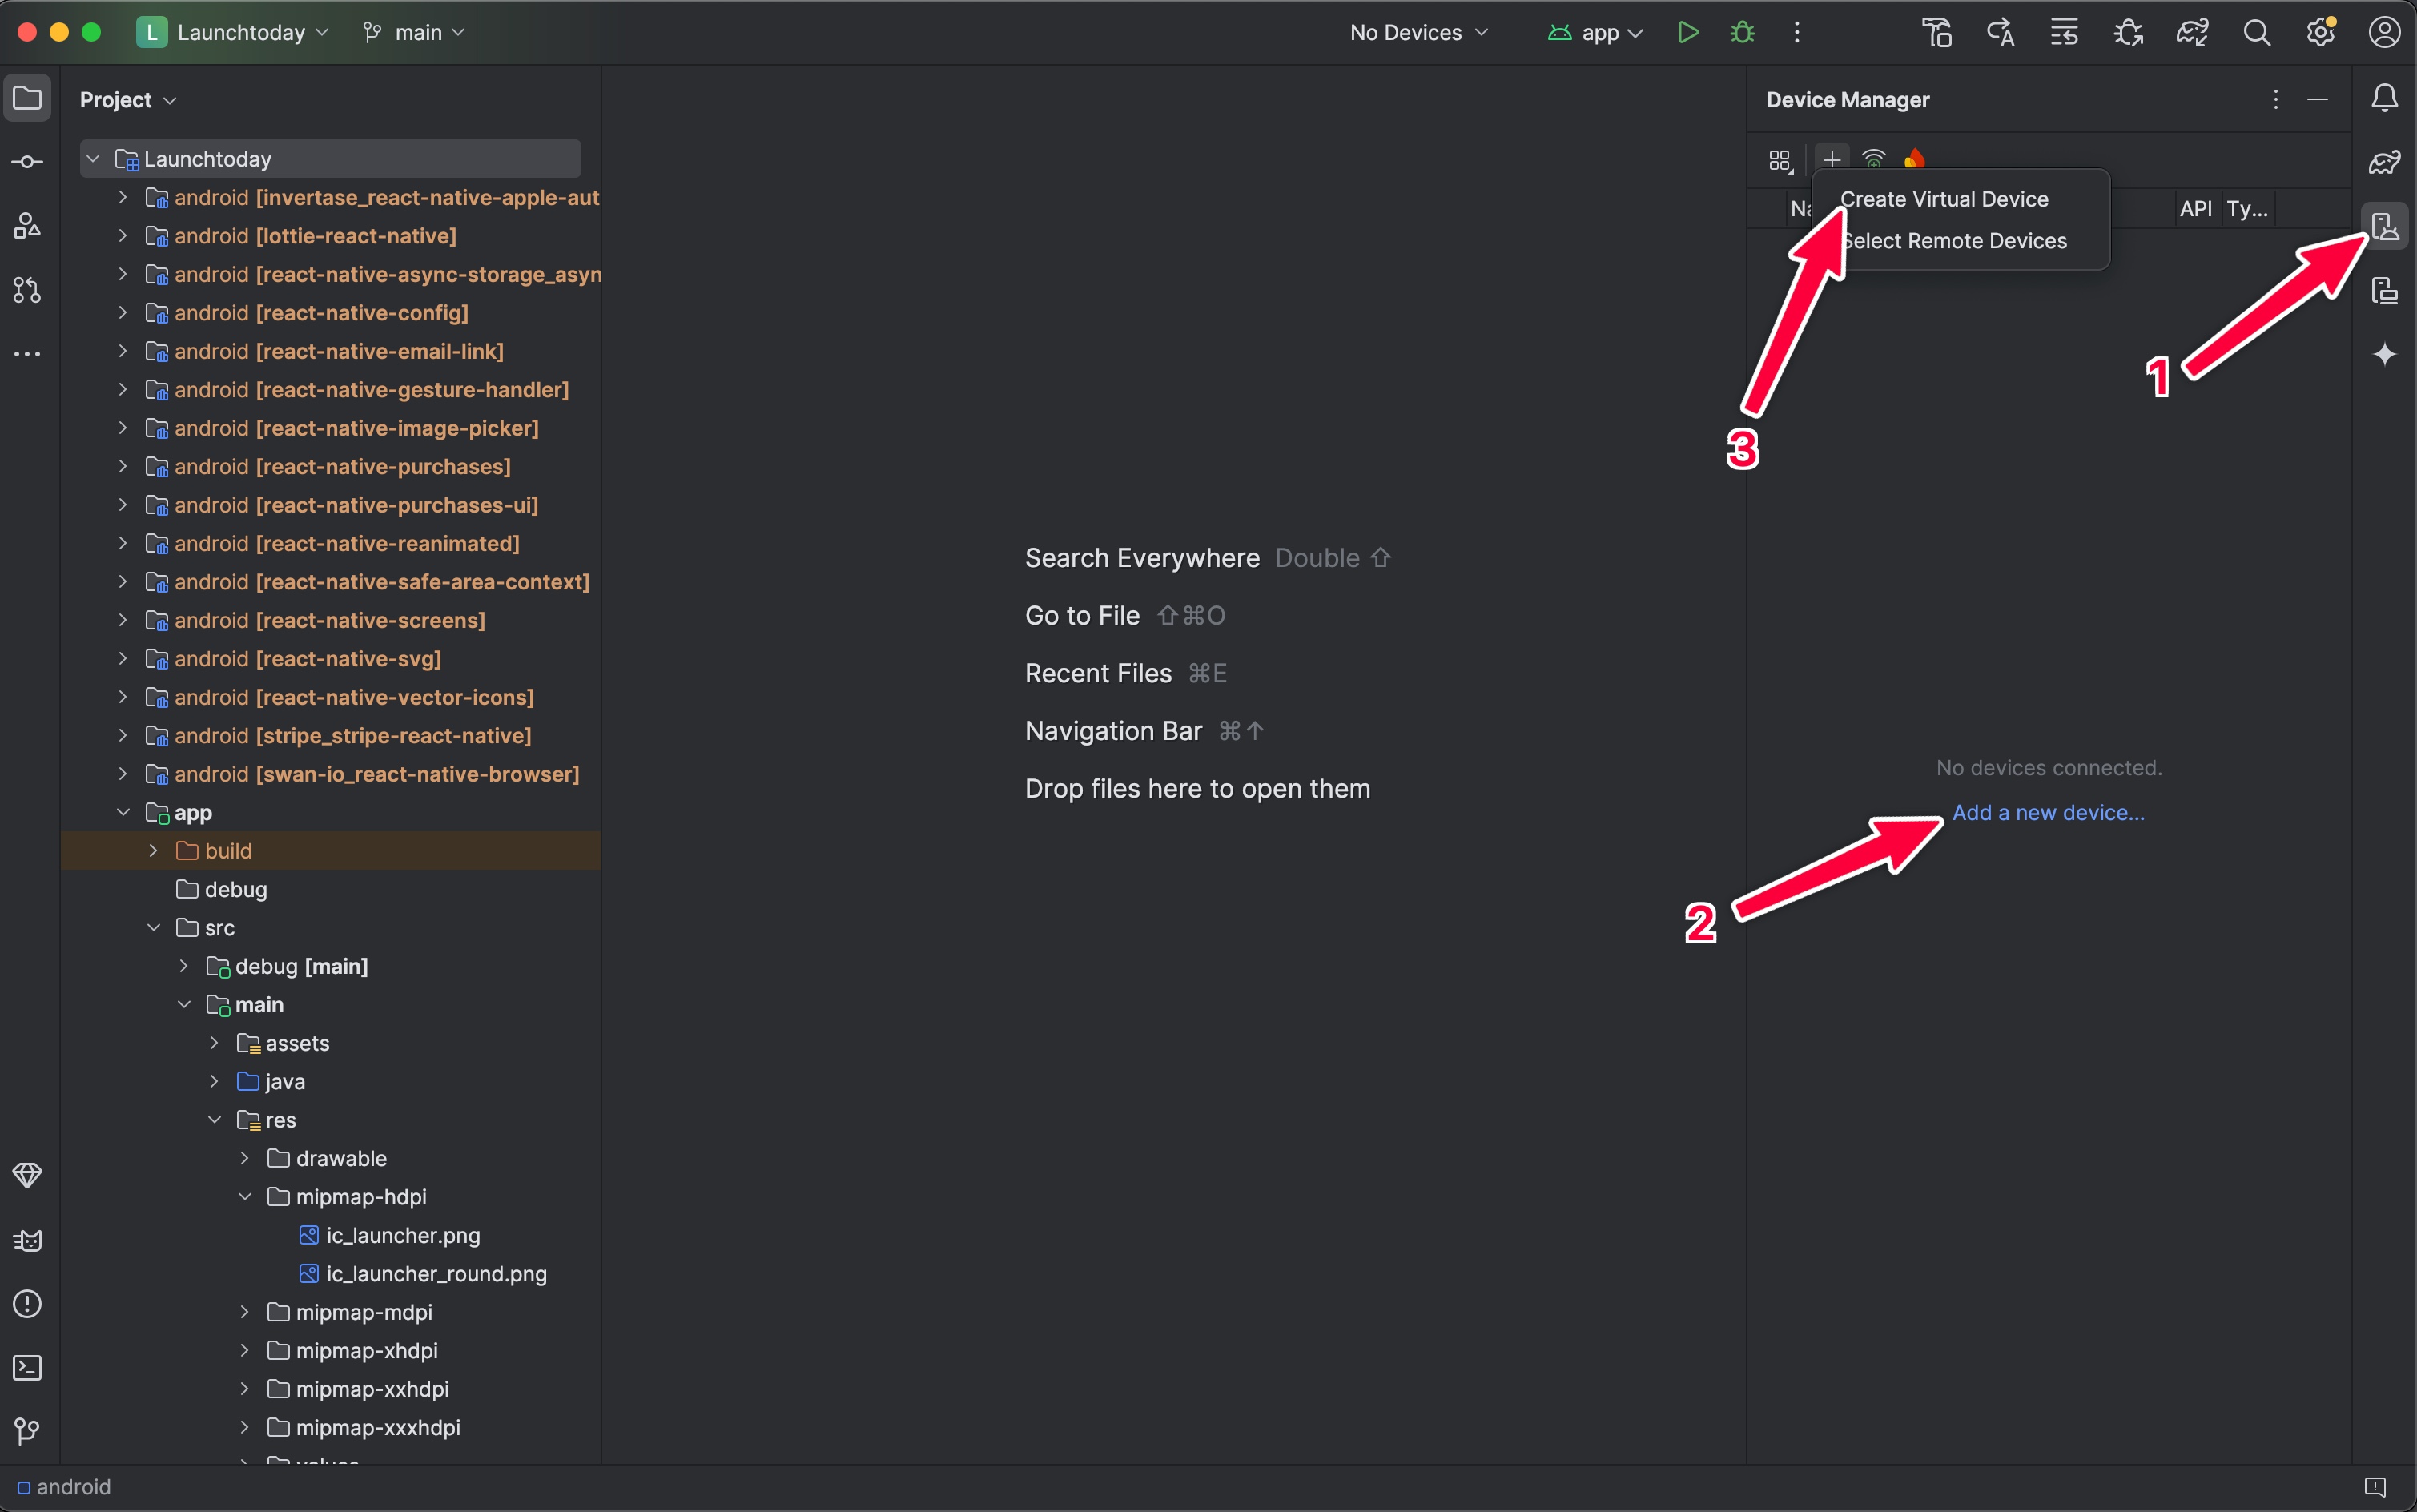 L Launchtoday main No Devices app
Project
Launchtoday
android [invertase_react-native-apple-aut
android [lottie-react-native]
android [react-native-async-storage_asyn
android [react-native-config]
android [react-native-email-link]
android [react-native-gesture-handler]
android [react-native-image-picker]
android [react-native-purchases]
android [react-native-purchases-ui]
android [react-native-reanimated]
android [react-native-safe-area-context]
android [react-native-screens]
android [react-native-svg]
android [react-native-vector-icons]
android [stripe_stripe-react-native]
android [swan-io_react-native-browser]
app
build
debug
src
debug [main]
main
assets
java
res
drawable
mipmap-hdpi
ic_launcher.png
ic_launcher_round.png
mipmap-mdpi
mipmap-xhdpi
mipmap-xxhdpi
mipmap-xxxhdpi
values
android
Search Everywhere Double ⇧
Go to File ⇧⌘O
Recent Files ⌘E
Navigation Bar ⌘↑
Drop files here to open them
Device Manager
Create Virtual Device
Na API Ty...
Select Remote Devices
1
3
No devices connected.
Add a new device...
2